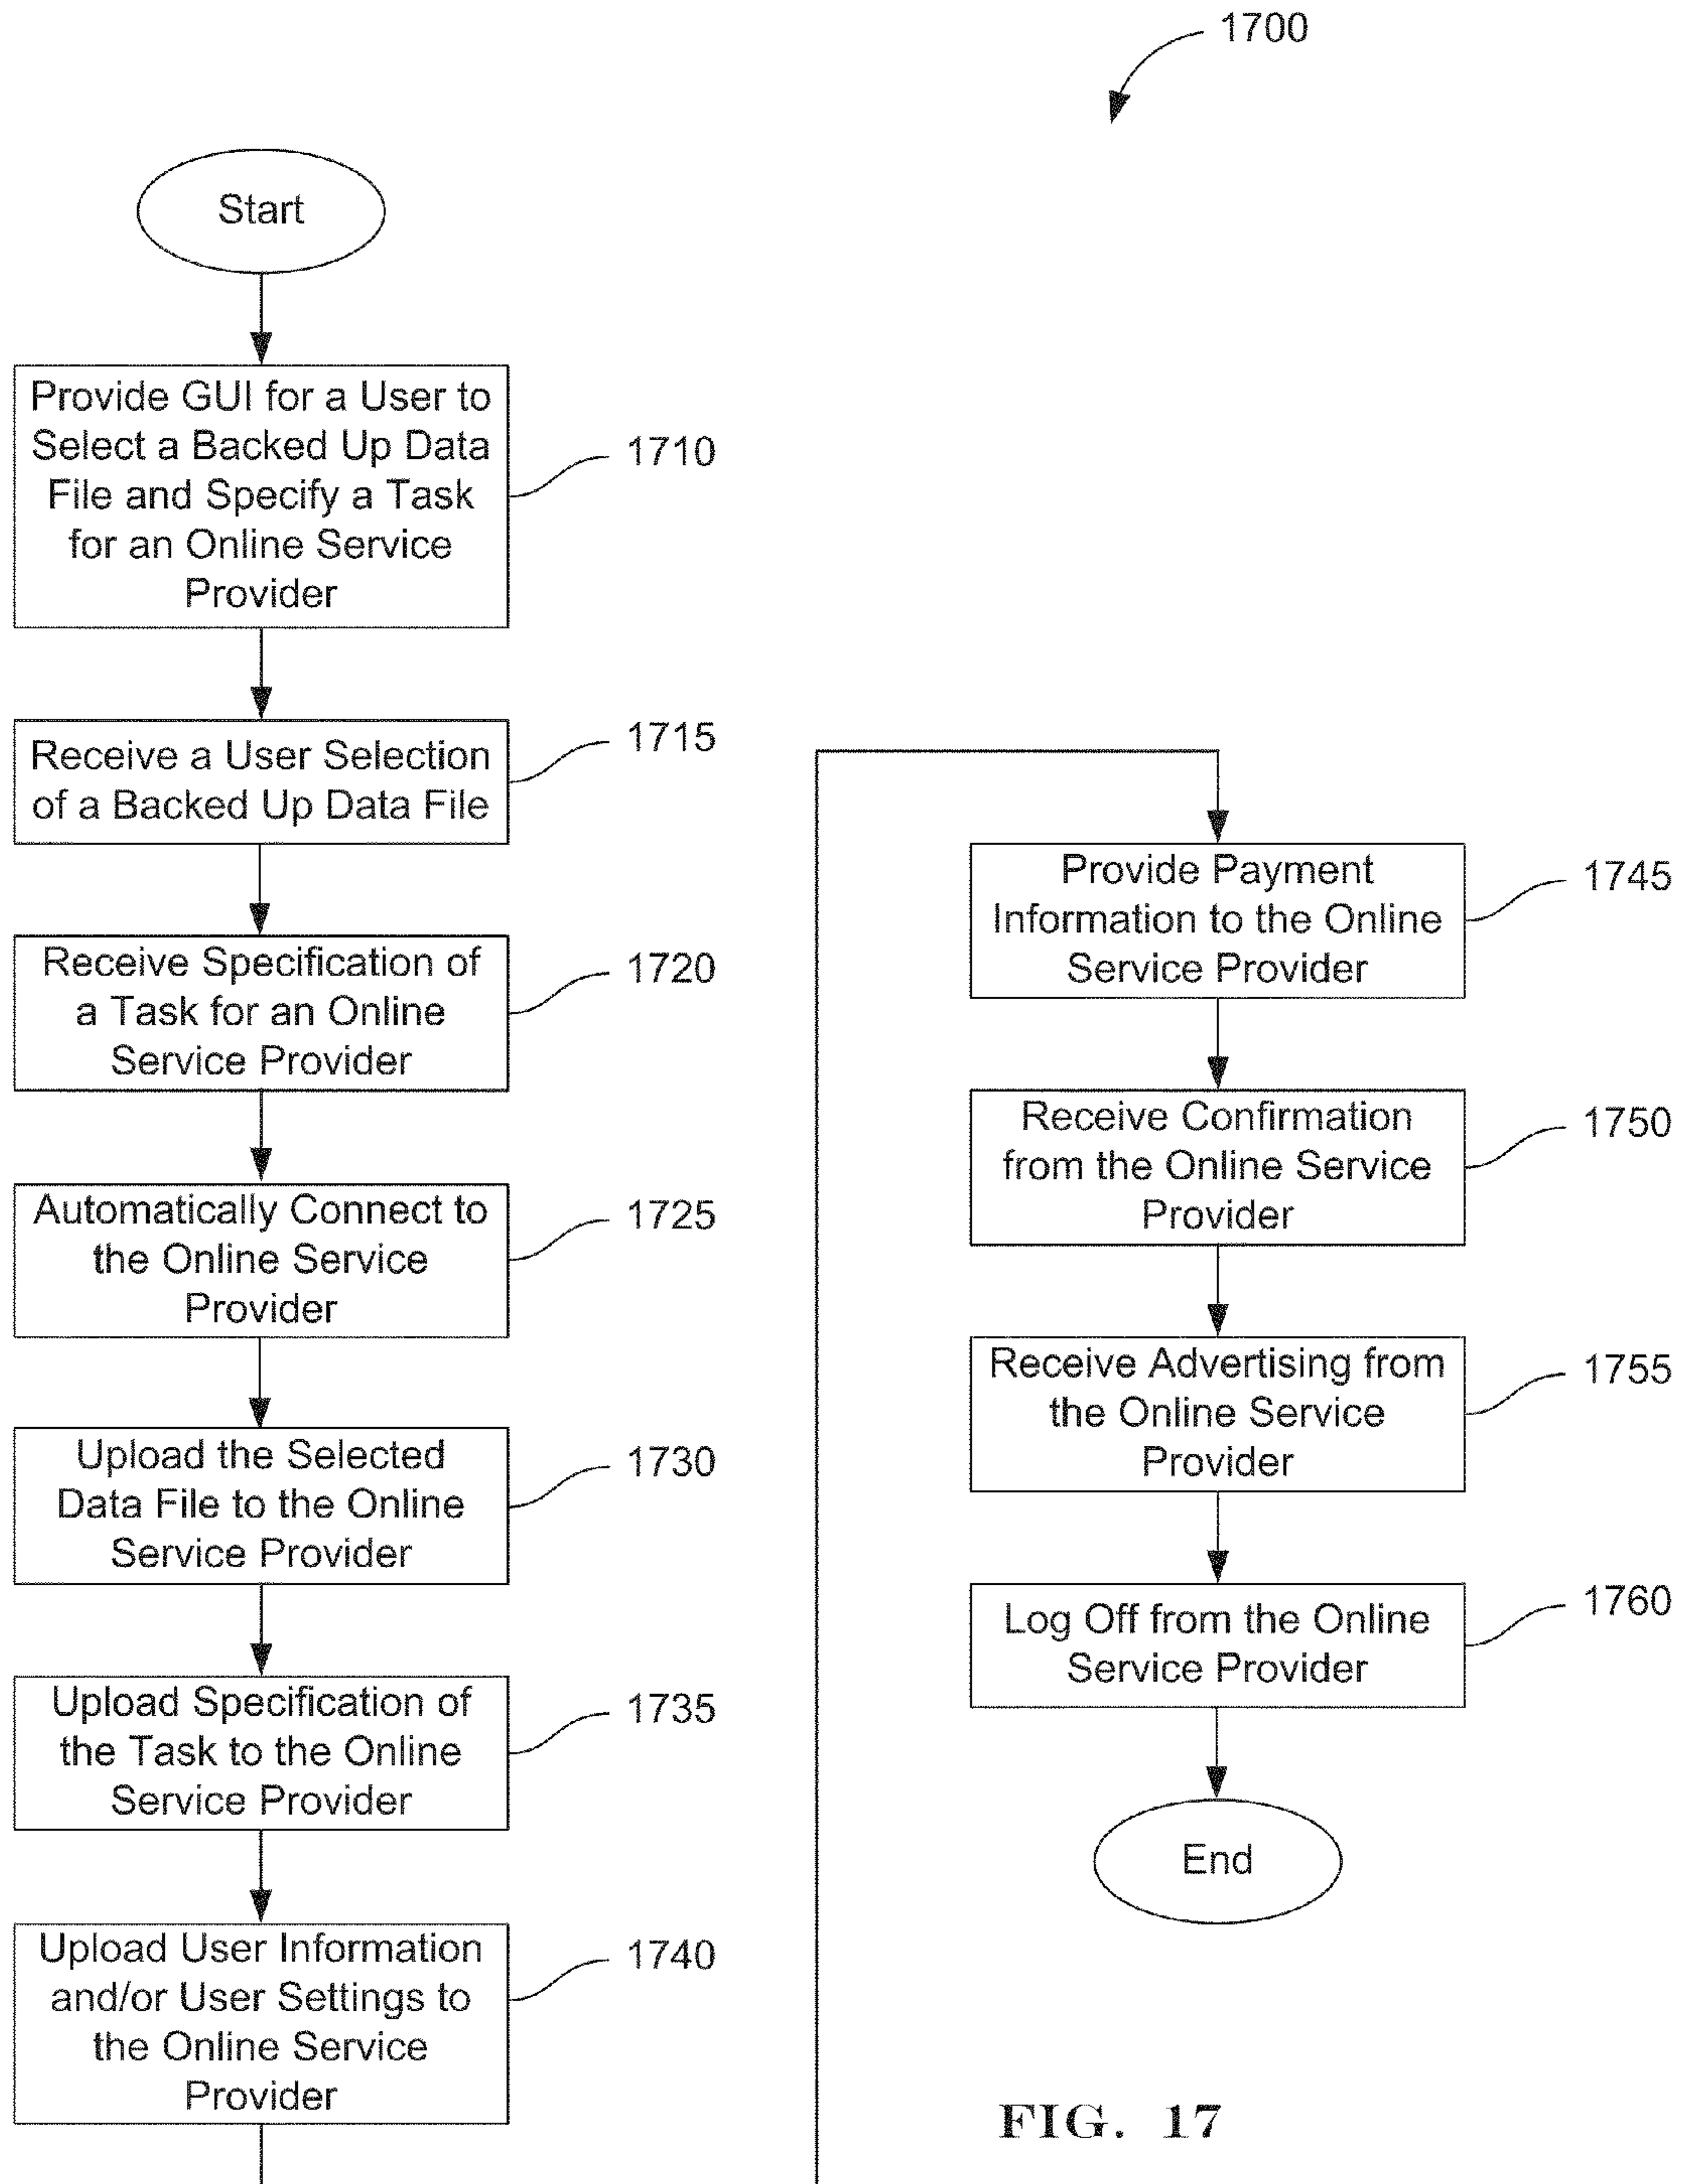 1700
Start
Provide GUI for a User to
Select a Backed Up Data
File and Specify a Task
for an Online Service
Provider
1710
Receive a User Selection
of a Backed Up Data File
1715
Receive Specification of
a Task for an Online
Service Provider
1720
Automatically Connect to
the Online Service
Provider
1725
Upload the Selected
Data File to the Online
Service Provider
1730
Upload Specification of
the Task to the Online
Service Provider
1735
Upload User Information
and/or User Settings to
the Online Service
Provider
1740
Provide Payment
Information to the Online
Service Provider
1745
Receive Confirmation
from the Online Service
Provider
1750
Receive Advertising from
the Online Service
Provider
1755
Log Off from the Online
Service Provider
1760
End
FIG. 17